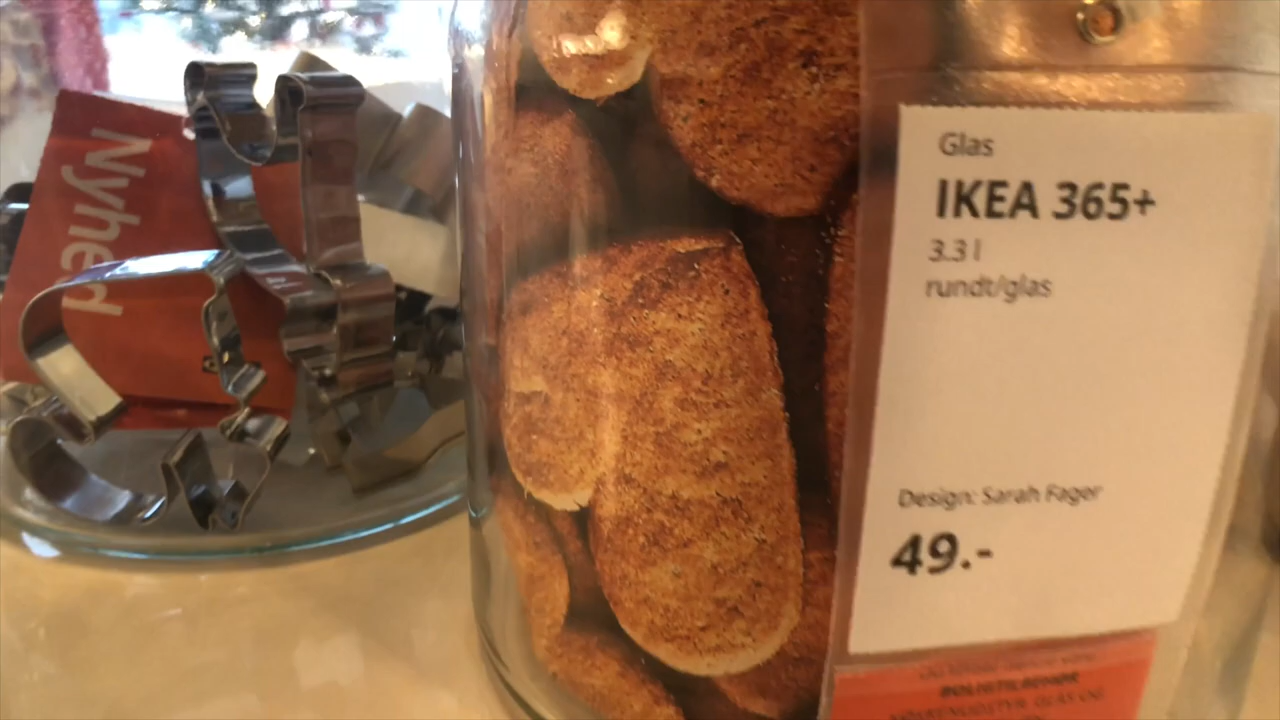 Nyhed
Glas
IKEA 365+
3.3 l
rundt/glas
Design: Sarah Fager
49.-